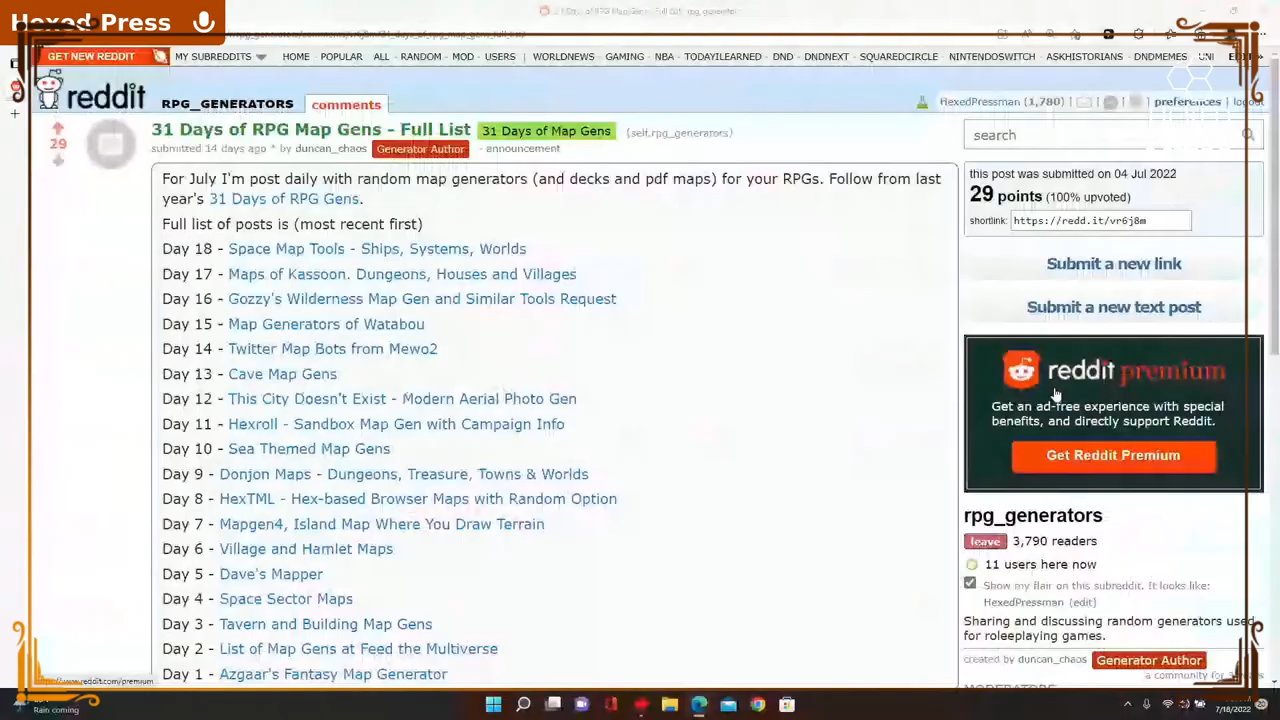 Hexed Press
GET NEW REDDIT
MY SUBREDDITS HOME - POPULAR - ALL - RANDOM - MOD - USERS | WORLDNEWS - GAMING - NBA - TODAYILEARNED - DND - DNDNEXT - SQUAREDCIRCLE - NINTENDOSWITCH - ASKHISTORIANS - DNDMEMES - UNI
reddit RPG_GENERATORS comments
HexedPressman (1,780) | preferences | logout
31 Days of RPG Map Gens - Full List 31 Days of Map Gens (self.rpg_generators)
29
submitted 14 days ago * by duncan_chaos Generator Author - announcement
For July I'm post daily with random map generators (and decks and pdf maps) for your RPGs. Follow from last
year's 31 Days of RPG Gens.
Full list of posts is (most recent first)
Day 18 - Space Map Tools - Ships, Systems, Worlds
Day 17 - Maps of Kassoon. Dungeons, Houses and Villages
Day 16 - Gozzy's Wilderness Map Gen and Similar Tools Request
Day 15 - Map Generators of Watabou
Day 14 - Twitter Map Bots from Mewo2
Day 13 - Cave Map Gens
Day 12 - This City Doesn't Exist - Modern Aerial Photo Gen
Day 11 - Hexroll - Sandbox Map Gen with Campaign Info
Day 10 - Sea Themed Map Gens
Day 9 - Donjon Maps - Dungeons, Treasure, Towns & Worlds
Day 8 - HexTML - Hex-based Browser Maps with Random Option
Day 7 - Mapgen4, Island Map Where You Draw Terrain
Day 6 - Village and Hamlet Maps
Day 5 - Dave's Mapper
Day 4 - Space Sector Maps
Day 3 - Tavern and Building Map Gens
Day 2 - List of Map Gens at Feed the Multiverse
Day 1 - Azgaar's Fantasy Map Generator
search
this post was submitted on 04 Jul 2022
29 points (100% upvoted)
shortlink: https://redd.it/vr6j8m
Submit a new link
Submit a new text post
reddit premium
Get an ad-free experience with special
benefits, and directly support Reddit.
Get Reddit Premium
rpg_generators
leave 3,790 readers
11 users here now
Show my flair on this subreddit. It looks like:
HexedPressman (edit)
Sharing and discussing random generators used
for roleplaying games.
created by duncan_chaos Generator Author
a community for
MODERATORS
www.reddit.com/premium
Rain coming
7/18/2022